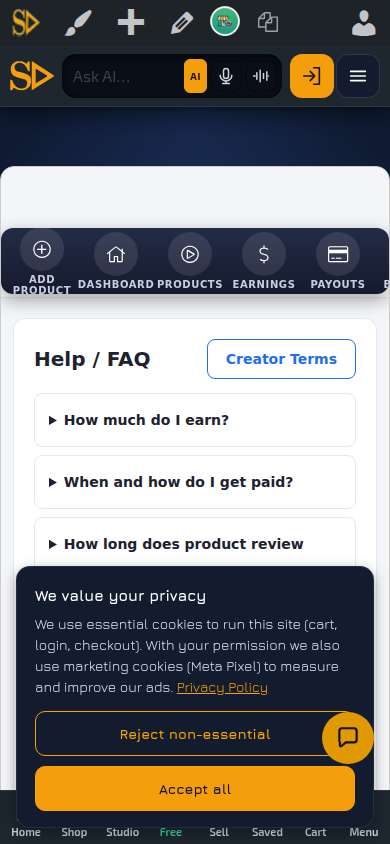 SD
SD
Ask AI...
AI
ADD
PRODUCT
DASHBOARD
PRODUCTS
EARNINGS
PAYOUTS
Help / FAQ
Creator Terms
▶ How much do I earn?
▶ When and how do I get paid?
▶ How long does product review
We value your privacy
We use essential cookies to run this site (cart,
login, checkout). With your permission we also
use marketing cookies (Meta Pixel) to measure
and improve our ads. Privacy Policy
Reject non-essential
Accept all
Home
Shop
Studio
Free
Sell
Saved
Cart
Menu